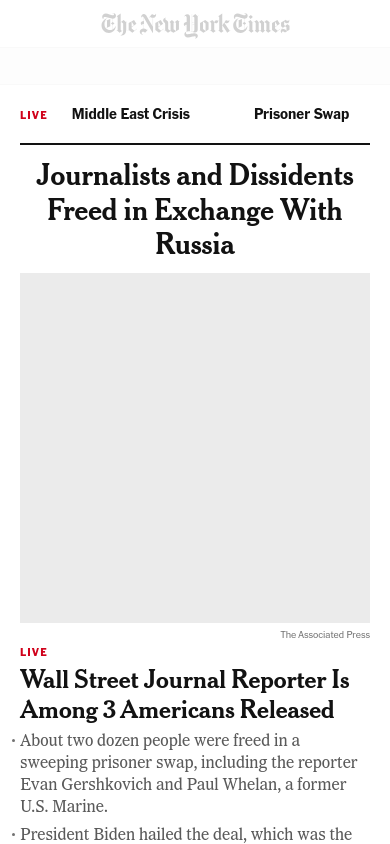 The New York Times
LIVE Middle East Crisis Prisoner Swap
Journalists and Dissidents
Freed in Exchange With
Russia
The Associated Press
LIVE
Wall Street Journal Reporter Is
Among 3 Americans Released
• About two dozen people were freed in a
sweeping prisoner swap, including the reporter
Evan Gershkovich and Paul Whelan, a former
U.S. Marine.
• President Biden hailed the deal, which was the